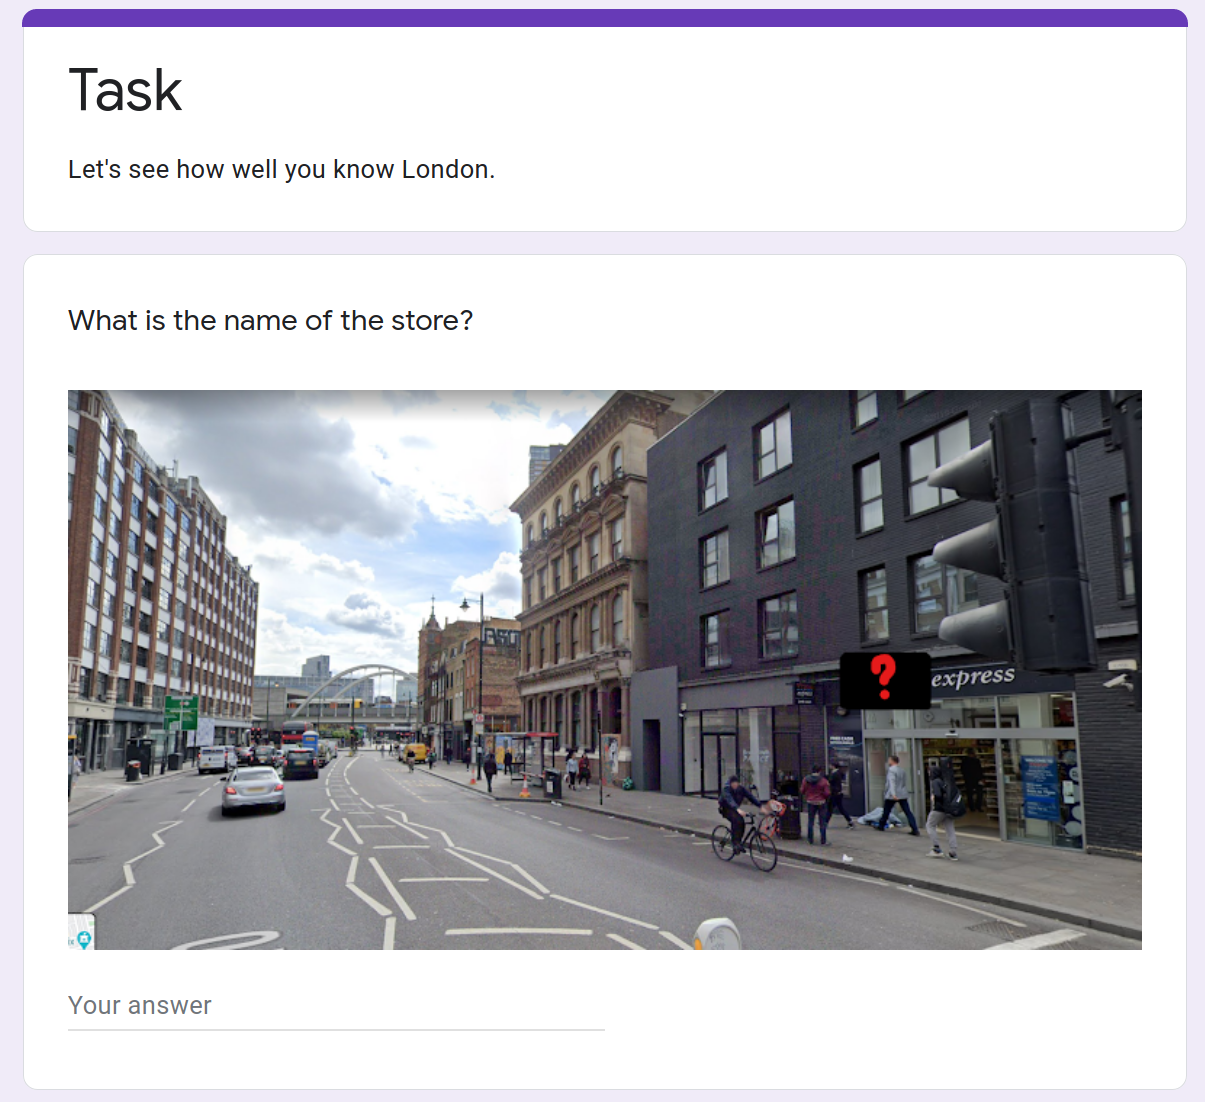 Task
Let's see how well you know London.
What is the name of the store?
?
express
Your answer